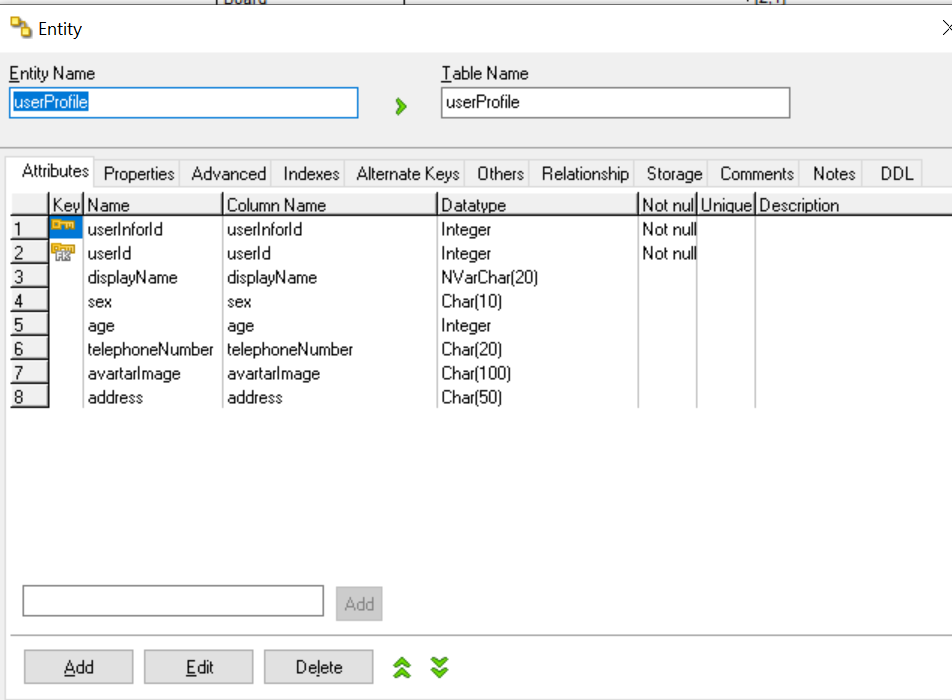 Board
Entity
Entity Name Table Name
userProfile userProfile
Attributes Properties Advanced Indexes Alternate Keys Others Relationship Storage Comments Notes DDL
Key Name Column Name Datatype Not nul Unique Description
1 userInforId userInforId Integer Not null
2 FK userId userId Integer Not null
3 displayName displayName NVarChar(20)
4 sex sex Char(10)
5 age age Integer
6 telephoneNumber telephoneNumber Char(20)
7 avartarImage avartarImage Char(100)
8 address address Char(50)
Add
Add Edit Delete